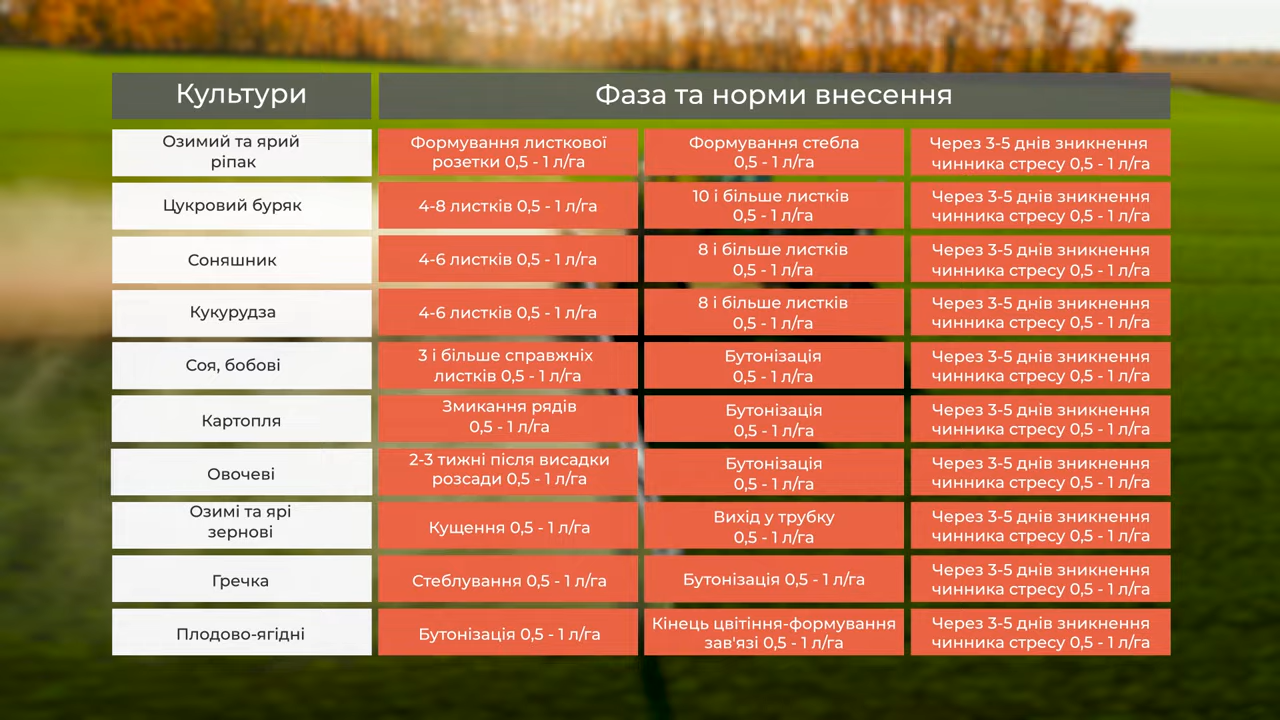 Культури
Фаза та норми внесення
Озимий та ярий
ріпак
Формування листкової
розетки 0,5 - 1 л/га
Формування стебла
0,5 - 1 л/га
Через 3-5 днів зникнення
чинника стресу 0,5 - 1 л/га
Цукровий буряк
4-8 листків 0,5 - 1 л/га
10 і більше листків
0,5 - 1 л/га
Через 3-5 днів зникнення
чинника стресу 0,5 - 1 л/га
Соняшник
4-6 листків 0,5 - 1 л/га
8 і більше листків
0,5 - 1 л/га
Через 3-5 днів зникнення
чинника стресу 0,5 - 1 л/га
Кукурудза
4-6 листків 0,5 - 1 л/га
8 і більше листків
0,5 - 1 л/га
Через 3-5 днів зникнення
чинника стресу 0,5 - 1 л/га
Соя, бобові
3 і більше справжніх
листків 0,5 - 1 л/га
Бутонізація
0,5 - 1 л/га
Через 3-5 днів зникнення
чинника стресу 0,5 - 1 л/га
Картопля
Змикання рядів
0,5 - 1 л/га
Бутонізація
0,5 - 1 л/га
Через 3-5 днів зникнення
чинника стресу 0,5 - 1 л/га
Овочеві
2-3 тижні після висадки
розсади 0,5 - 1 л/га
Бутонізація
0,5 - 1 л/га
Через 3-5 днів зникнення
чинника стресу 0,5 - 1 л/га
Озимі та ярі
зернові
Кущення 0,5 - 1 л/га
Вихід у трубку
0,5 - 1 л/га
Через 3-5 днів зникнення
чинника стресу 0,5 - 1 л/га
Гречка
Стеблування 0,5 - 1 л/га
Бутонізація 0,5 - 1 л/га
Через 3-5 днів зникнення
чинника стресу 0,5 - 1 л/га
Плодово-ягідні
Бутонізація 0,5 - 1 л/га
Кінець цвітіння-формування
зав'язі 0,5 - 1 л/га
Через 3-5 днів зникнення
чинника стресу 0,5 - 1 л/га